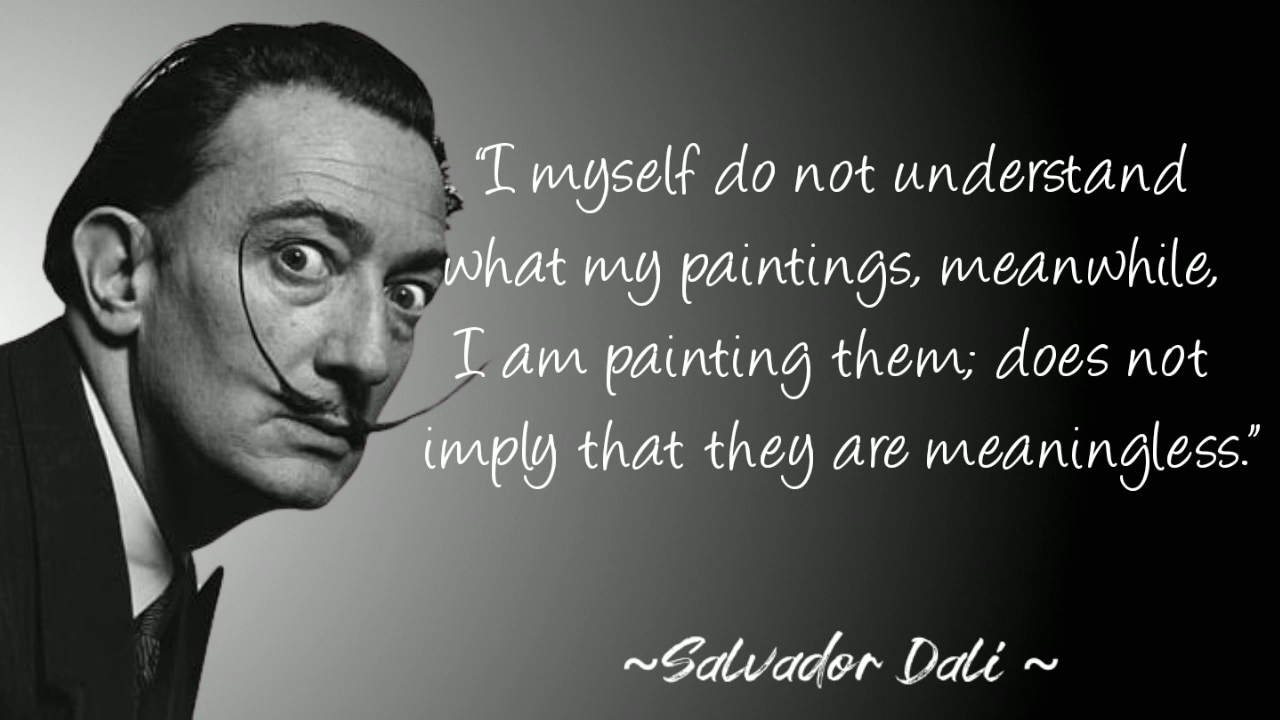 “I myself do not understand
what my paintings, meanwhile,
I am painting them; does not
imply that they are meaningless.”
~Salvador Dali ~